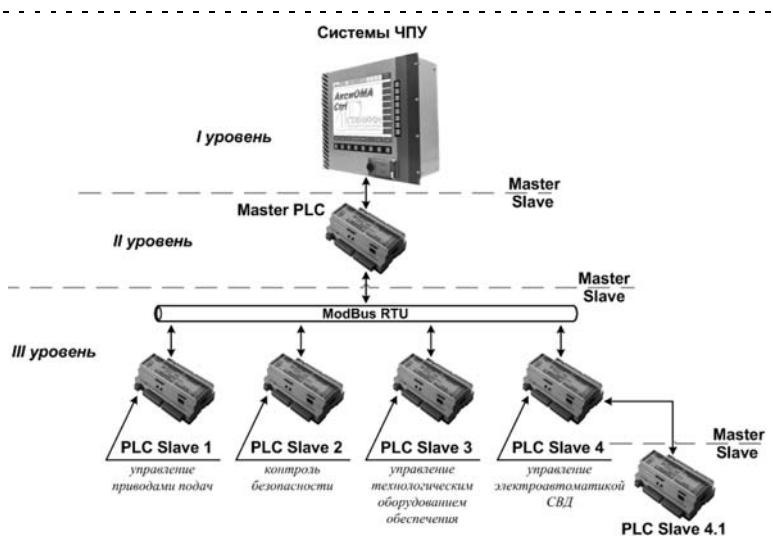 Системы ЧПУ
АксиОМА
Ctrl
I уровень
Master
Slave
Master PLC
II уровень
Master
Slave
ModBus RTU
III уровень
PLC Slave 1
управление
приводами подач
PLC Slave 2
контроль
безопасности
PLC Slave 3
управление
технологическим
оборудованием
обеспечения
PLC Slave 4
управление
электроавтоматикой
СВД
Master
Slave
PLC Slave 4.1